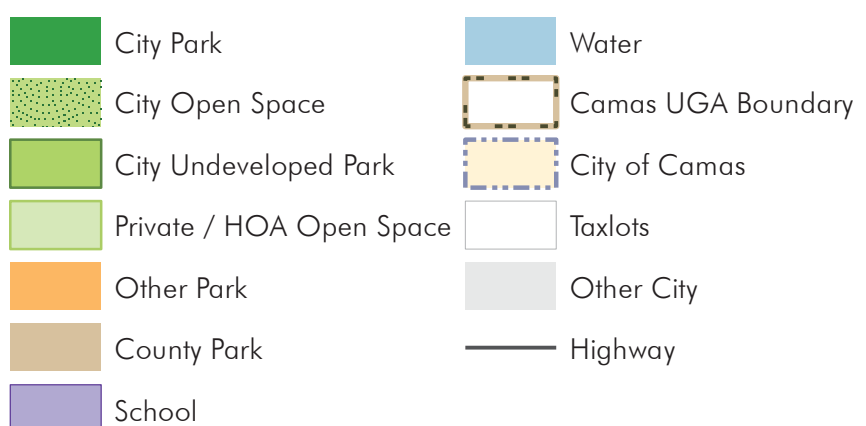 City Park
City Open Space
City Undeveloped Park
Private / HOA Open Space
Other Park
County Park
School
Water
Camas UGA Boundary
City of Camas
Taxlots
Other City
Highway